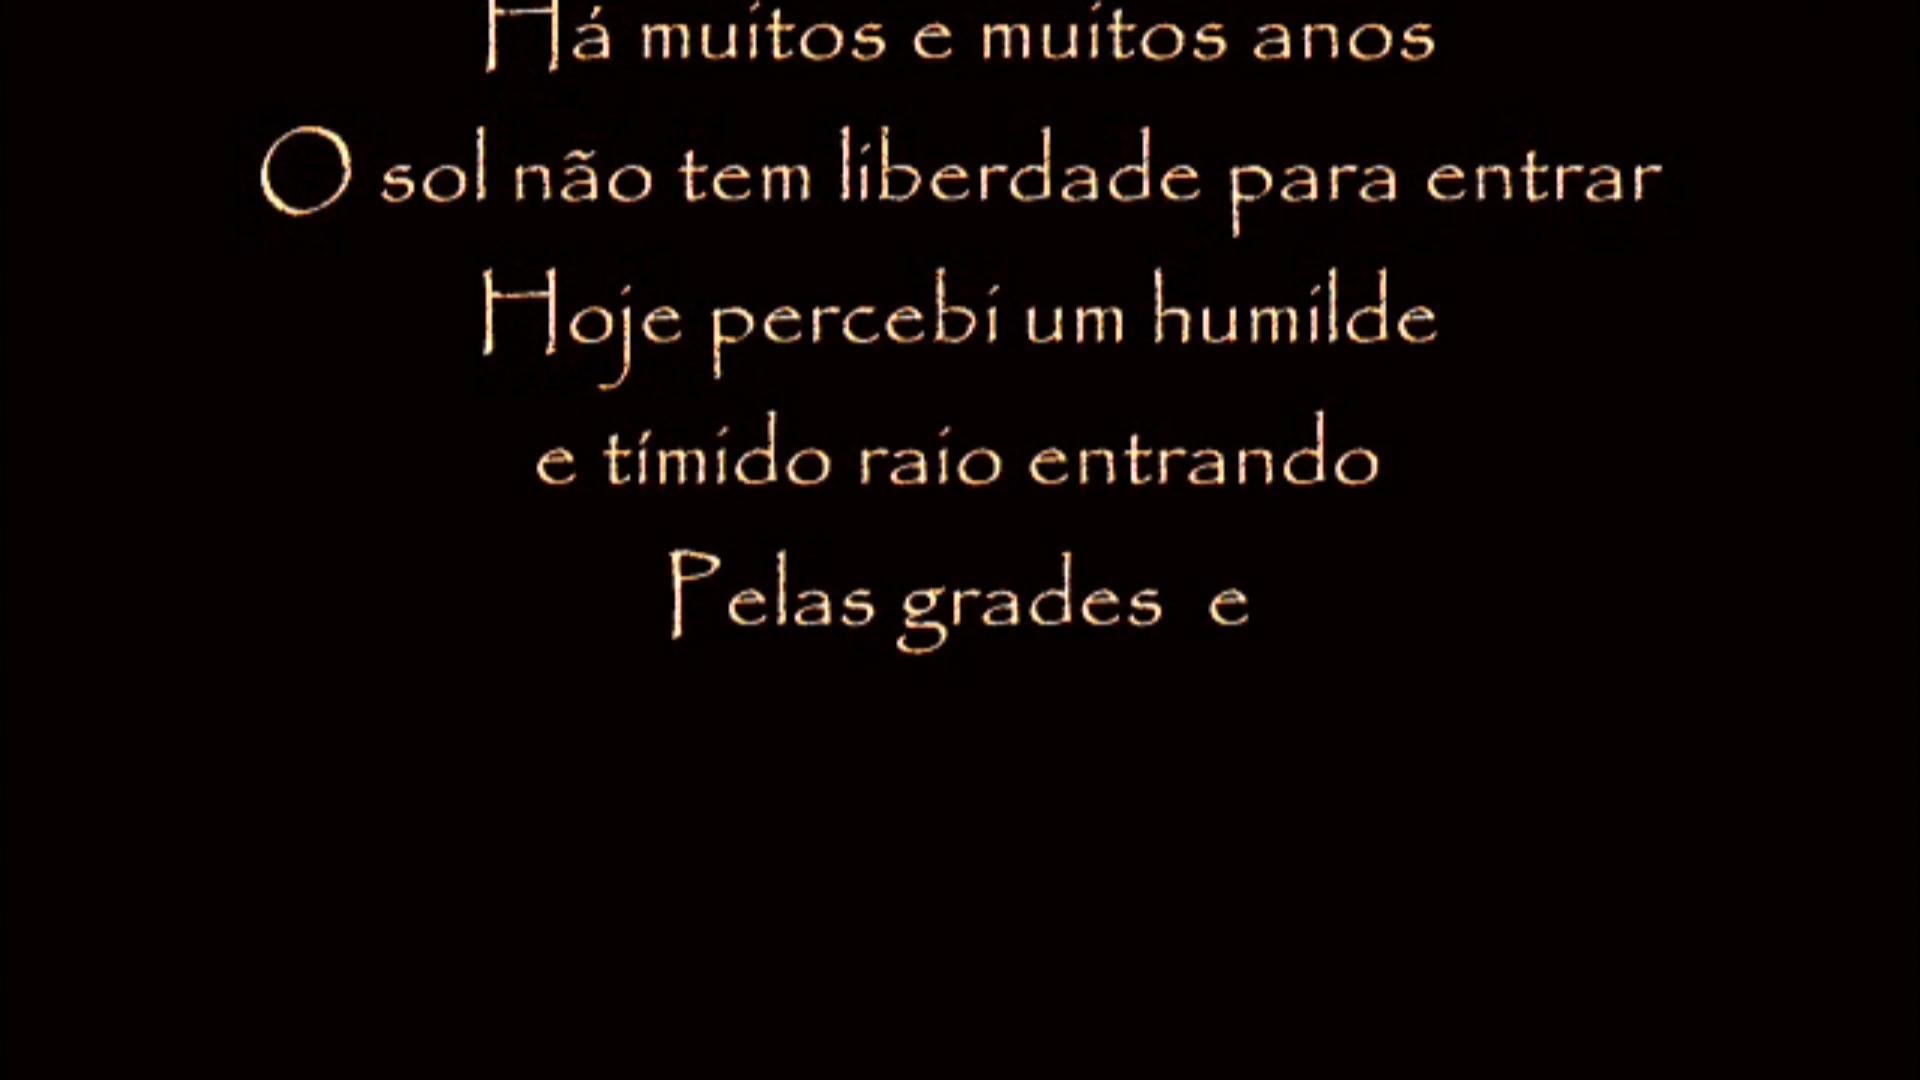 Há muitos e muitos anos
O sol não tem liberdade para entrar
Hoje percebi um humilde
e tímido raio entrando
Pelas grades e